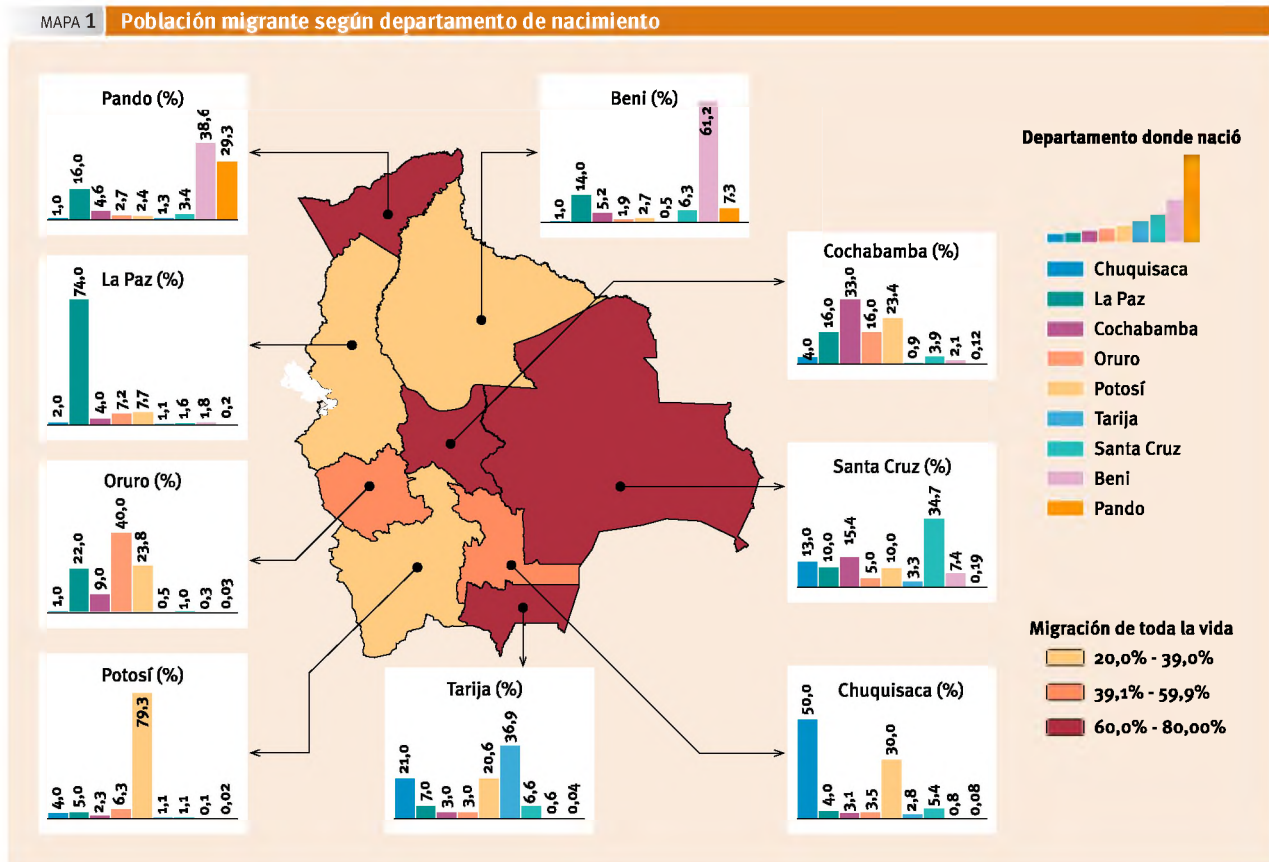 MAPA 1 Población migrante según departamento de nacimiento
Pando (%)
1,0 16,0 4,6 2,7 2,4 1,3 3,4 38,6 29,3
Beni (%)
1,0 14,0 5,2 1,9 2,7 0,5 6,3 61,2 7,3
Departamento donde nació
Chuquisaca
La Paz
Cochabamba
Oruro
Potosí
Tarija
Santa Cruz
Beni
Pando
La Paz (%)
2,0 74,0 4,0 7,2 7,7 1,1 1,6 1,8 0,2
Cochabamba (%)
4,0 16,0 33,0 16,0 23,4 0,9 3,9 2,1 0,12
Oruro (%)
1,0 22,0 9,0 40,0 23,8 0,5 1,0 0,3 0,03
Santa Cruz (%)
13,0 10,0 15,4 5,0 10,0 3,3 34,7 7,4 0,19
Migración de toda la vida
20,0% - 39,0%
39,1% - 59,9%
60,0% - 80,00%
Potosí (%)
4,0 5,0 2,3 6,3 79,3 1,1 1,1 0,1 0,02
Tarija (%)
21,0 7,0 3,0 3,0 20,6 36,9 6,6 0,6 0,04
Chuquisaca (%)
50,0 4,0 3,1 3,5 30,0 2,8 5,4 0,8 0,08